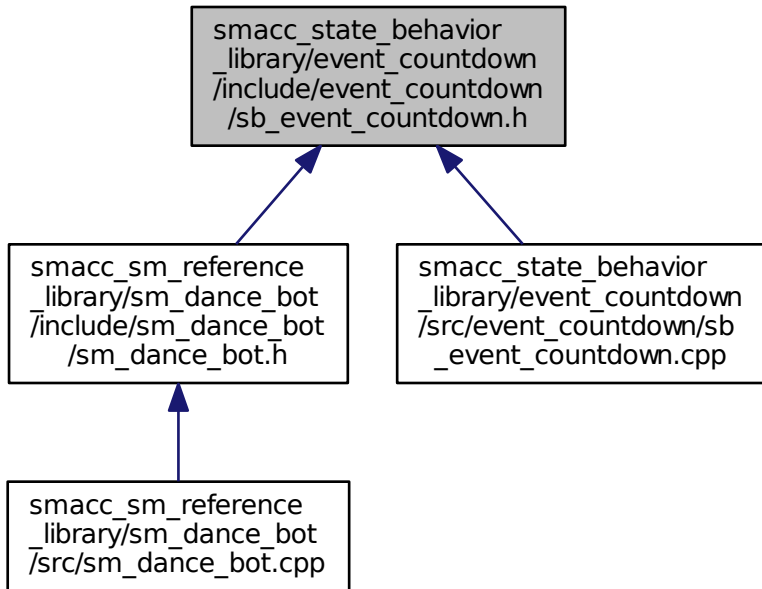 smacc_state_behavior
_library/event_countdown
/include/event_countdown
/sb_event_countdown.h
smacc_sm_reference
_library/sm_dance_bot
/include/sm_dance_bot
/sm_dance_bot.h
smacc_state_behavior
_library/event_countdown
/src/event_countdown/sb
_event_countdown.cpp
smacc_sm_reference
_library/sm_dance_bot
/src/sm_dance_bot.cpp